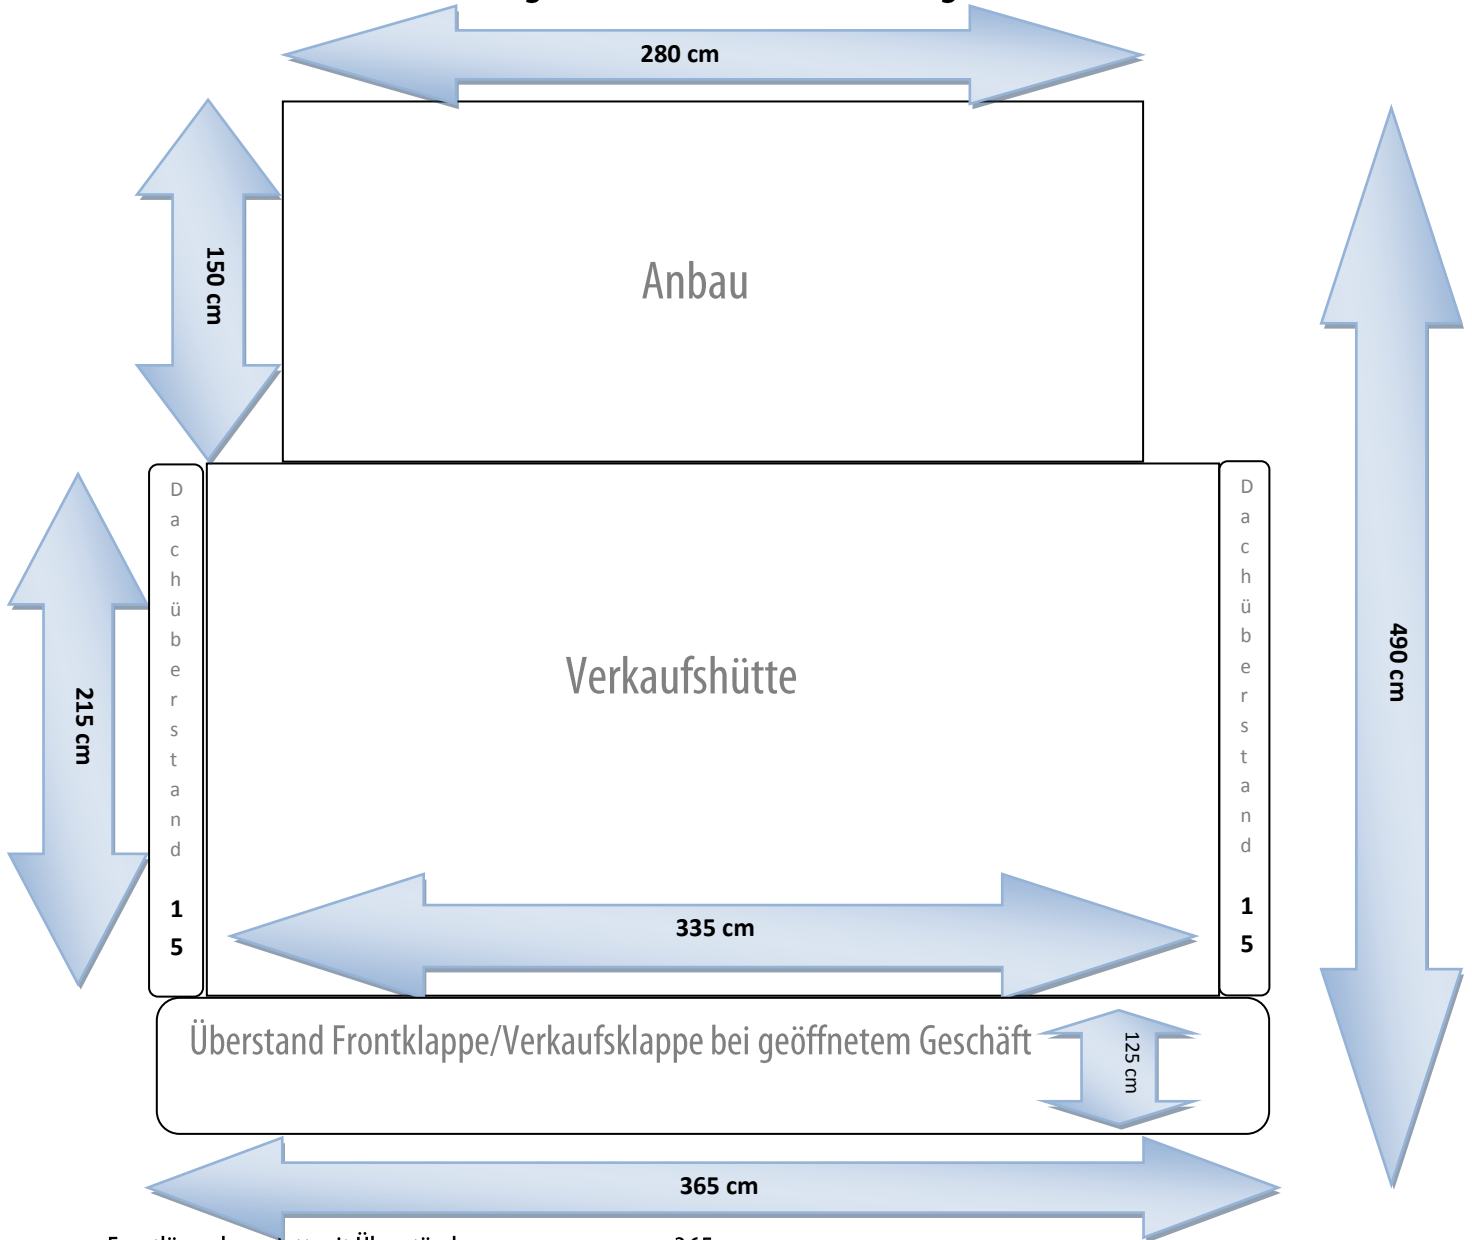 280 cm
150 cm
Anbau
Dachüberstand
15
215 cm
Verkaufshütte
335 cm
Dachüberstand
15
490 cm
Überstand Frontklappe/Verkaufsklappe bei geöffnetem Geschäft
125 cm
365 cm